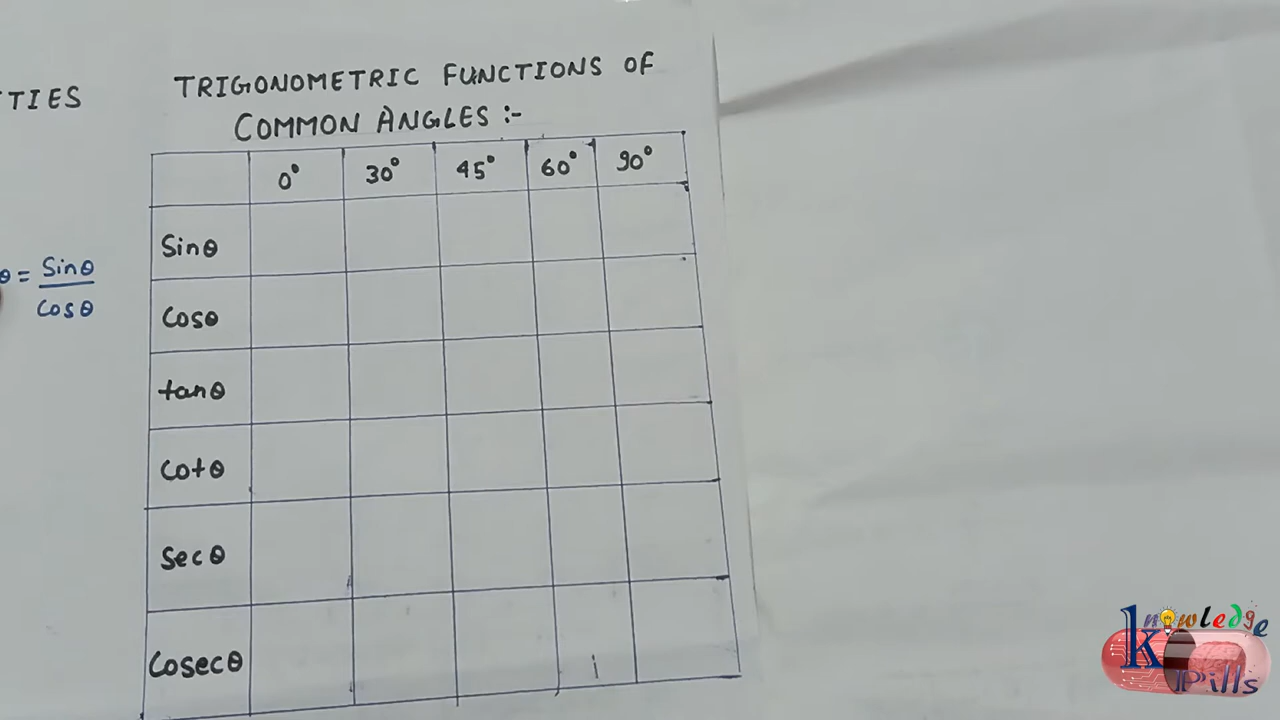 TIES
TRIGONOMETRIC FUNCTIONS OF
COMMON ANGLES :-
0° 30° 45° 60° 90°
Sinθ
θ = Sinθ
Cosθ
Cosθ
tanθ
Cotθ
Secθ
Cosecθ
knowledge
Pills